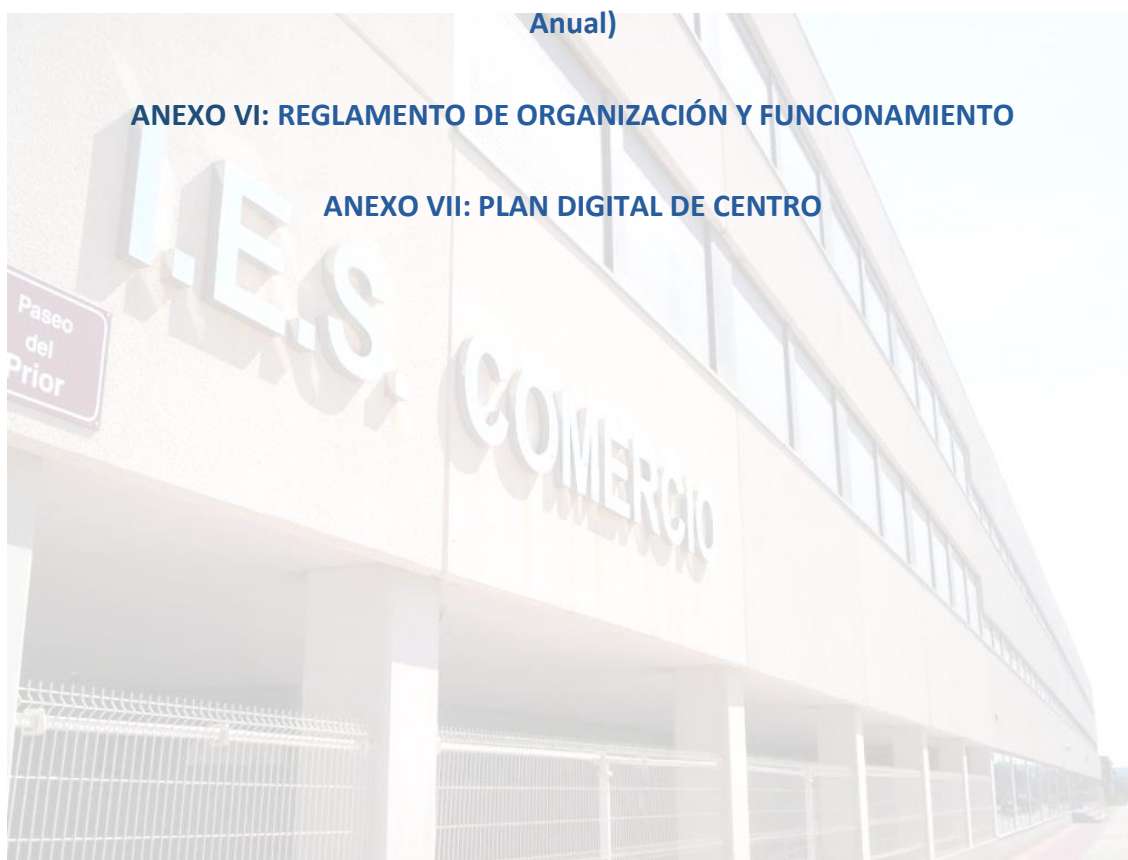 Anual)
ANEXO VI: REGLAMENTO DE ORGANIZACIÓN Y FUNCIONAMIENTO
ANEXO VII: PLAN DIGITAL DE CENTRO
I.E.S. COMERCIO
Paseo
del
Prior